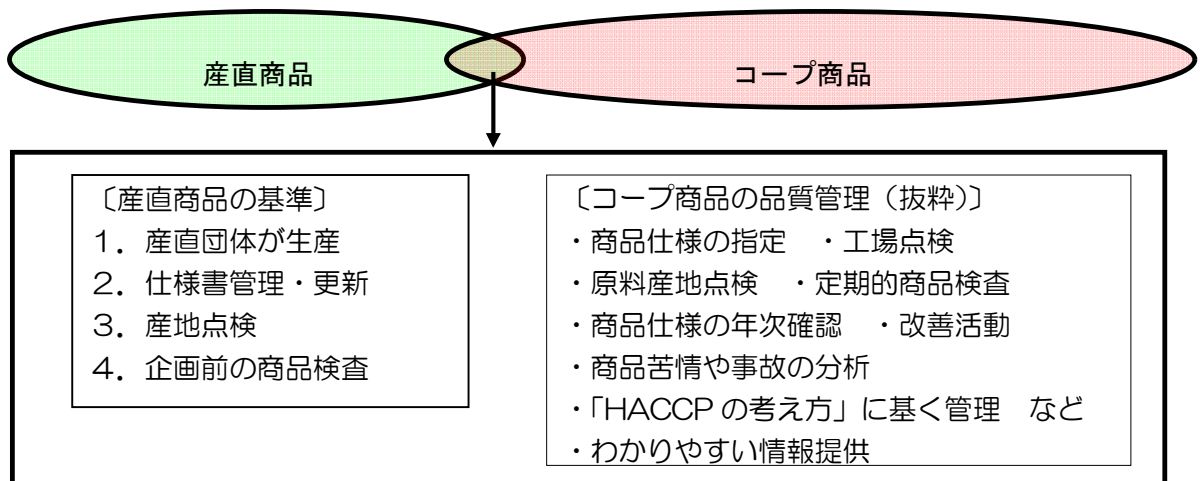 産直商品
コープ商品
〔産直商品の基準〕
1．産直団体が生産
2．仕様書管理・更新
3．産地点検
4．企画前の商品検査
〔コープ商品の品質管理（抜粋）〕
・商品仕様の指定　・工場点検
・原料産地点検　・定期的商品検査
・商品仕様の年次確認　・改善活動
・商品苦情や事故の分析
・「HACCPの考え方」に基く管理　など
・わかりやすい情報提供